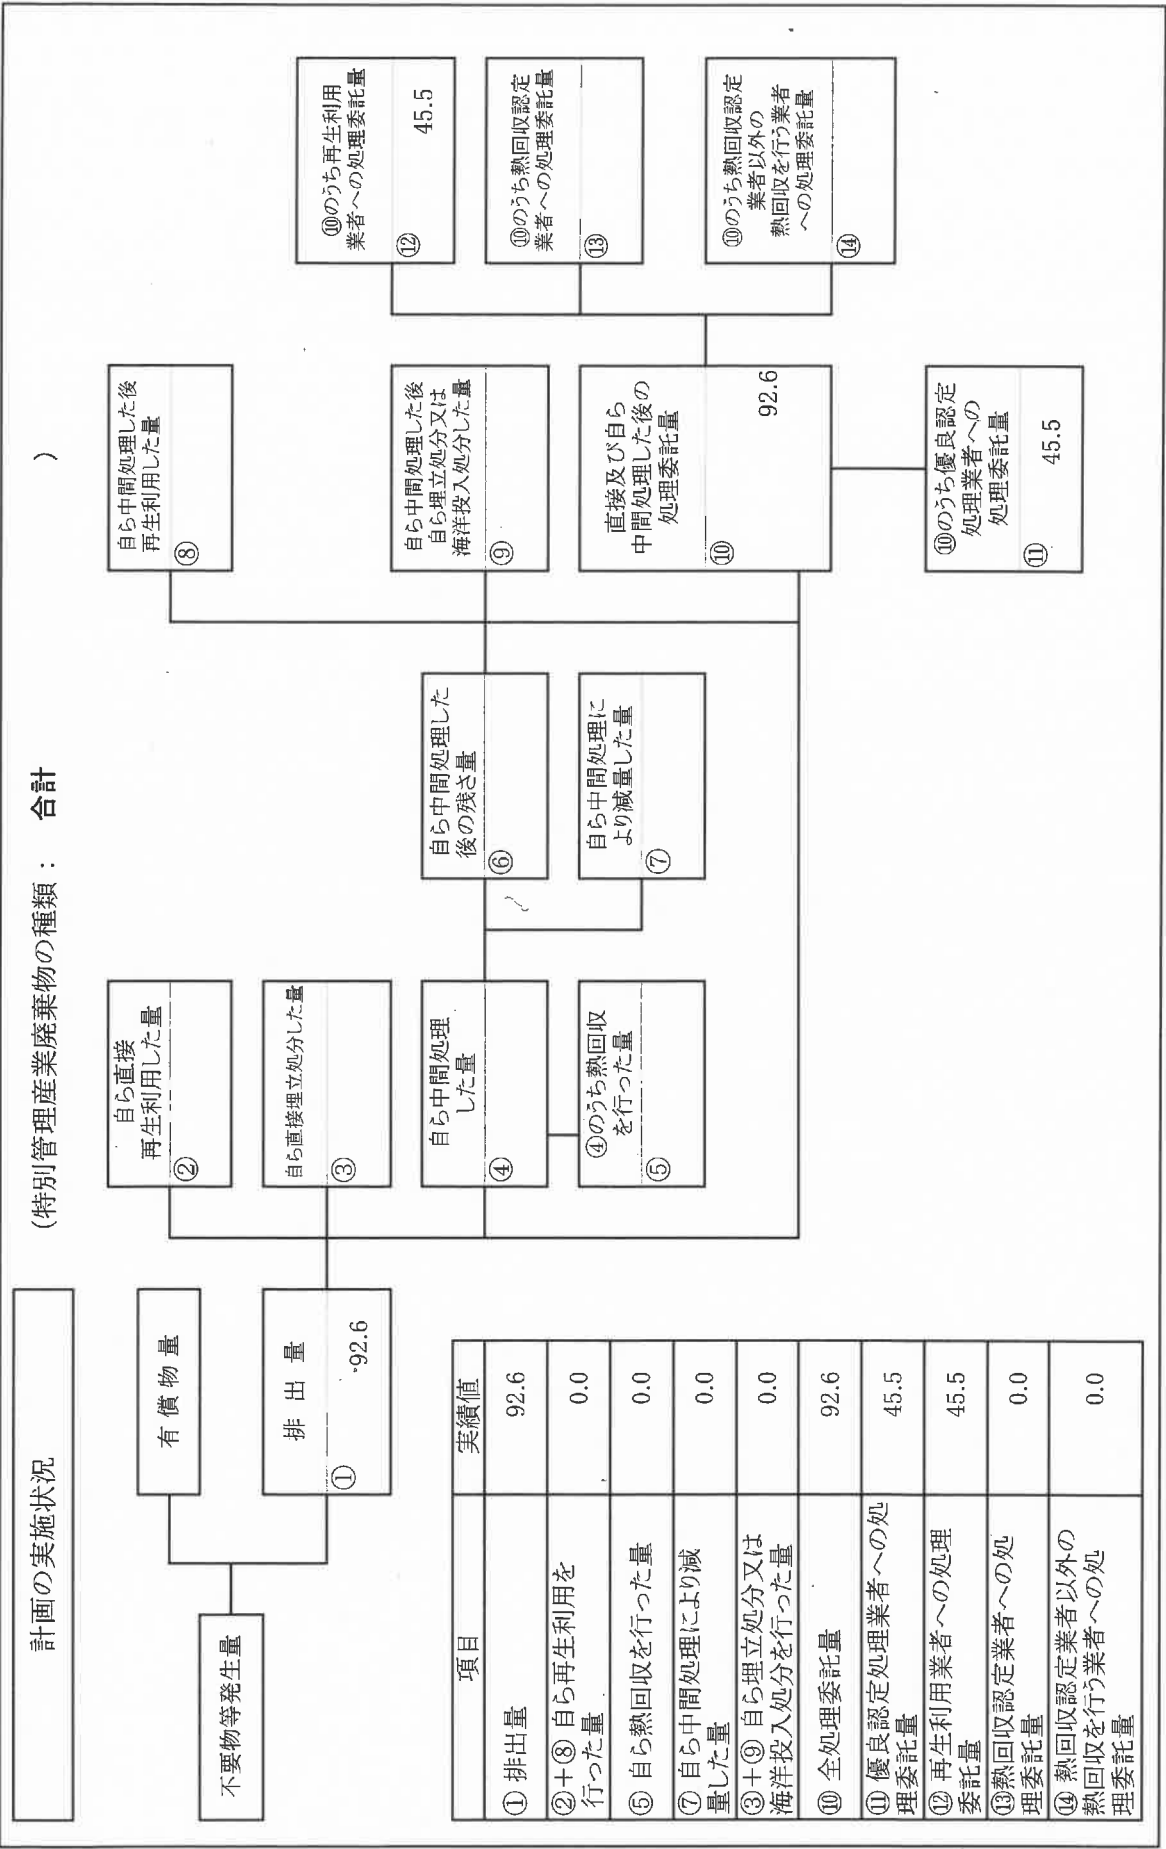 計画の実施状況
(特別管理産業廃棄物の種類： 合計 )
不要物等発生量
有 償 物 量
排 出 量
①
92.6
自ら直接
再生利用した量
②
自ら直接埋立処分した量
③
自ら中間処理
した量
④
④のうち熱回収
を行った量
⑤
自ら中間処理した
後の残さ量
⑥
自ら中間処理に
より減量した量
⑦
自ら中間処理した後
再生利用した量
⑧
自ら中間処理した後
自ら埋立処分又は
海洋投入処分した量
⑨
直接及び自ら
中間処理した後の
処理委託量
⑩
92.6
⑩のうち優良認定
処理業者への
処理委託量
⑪
45.5
⑩のうち再生利用
業者への処理委託量
⑫
45.5
⑩のうち熱回収認定
業者への処理委託量
⑬
⑩のうち熱回収認定
業者以外の
熱回収を行う業者
への処理委託量
⑭
項目 実績値
① 排出量 92.6
②+⑧ 自ら再生利用を
行った量 0.0
⑤ 自ら熱回収を行った量 0.0
⑦ 自ら中間処理により減
量した量 0.0
③+⑨ 自ら埋立処分又は
海洋投入処分を行った量 0.0
⑩ 全処理委託量 92.6
⑪ 優良認定処理業者への処
理委託量 45.5
⑫ 再生利用業者への処理
委託量 45.5
⑬熱回収認定業者への処
理委託量 0.0
⑭ 熱回収認定業者以外の
熱回収を行う業者への処
理委託量 0.0